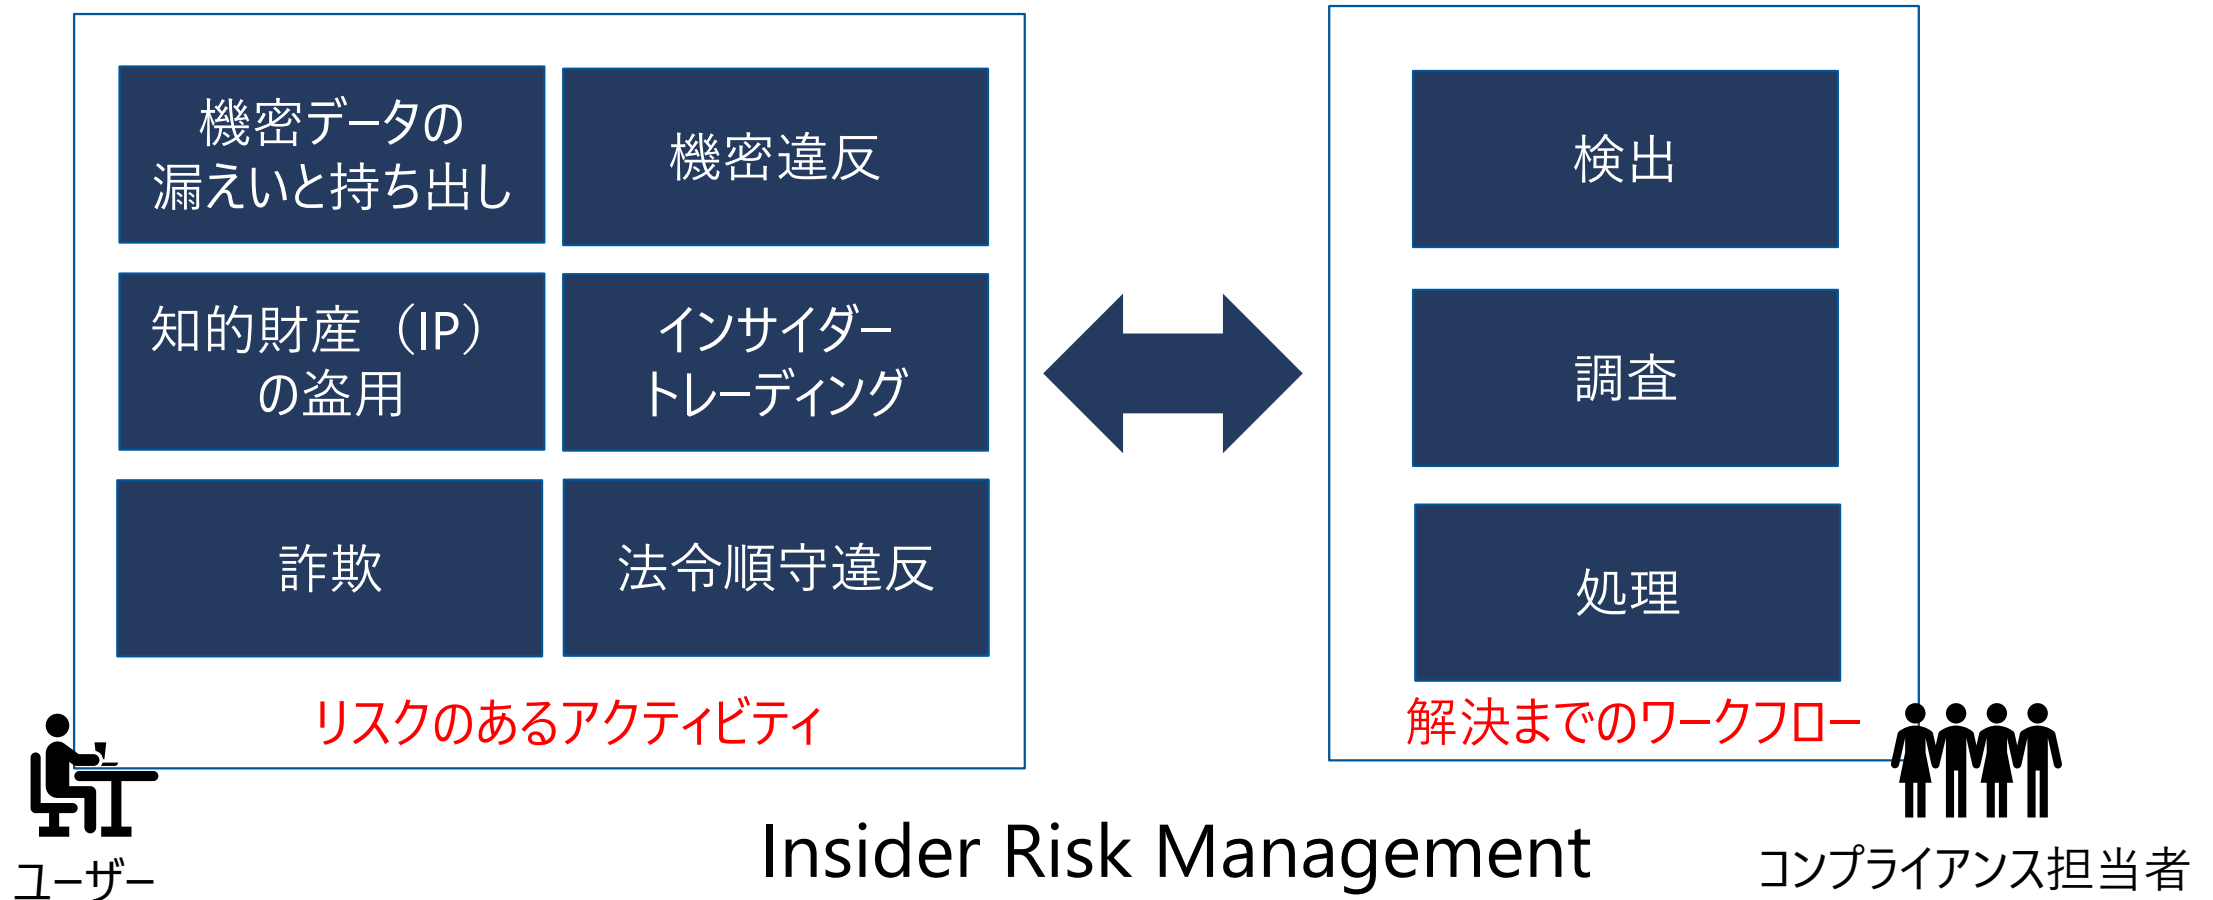 機密データの
漏えいと持ち出し
機密違反
知的財産（IP）
の盗用
インサイダー
トレーディング
詐欺
法令順守違反
リスクのあるアクティビティ
ユーザー
検出
調査
処理
解決までのワークフロー
コンプライアンス担当者
Insider Risk Management